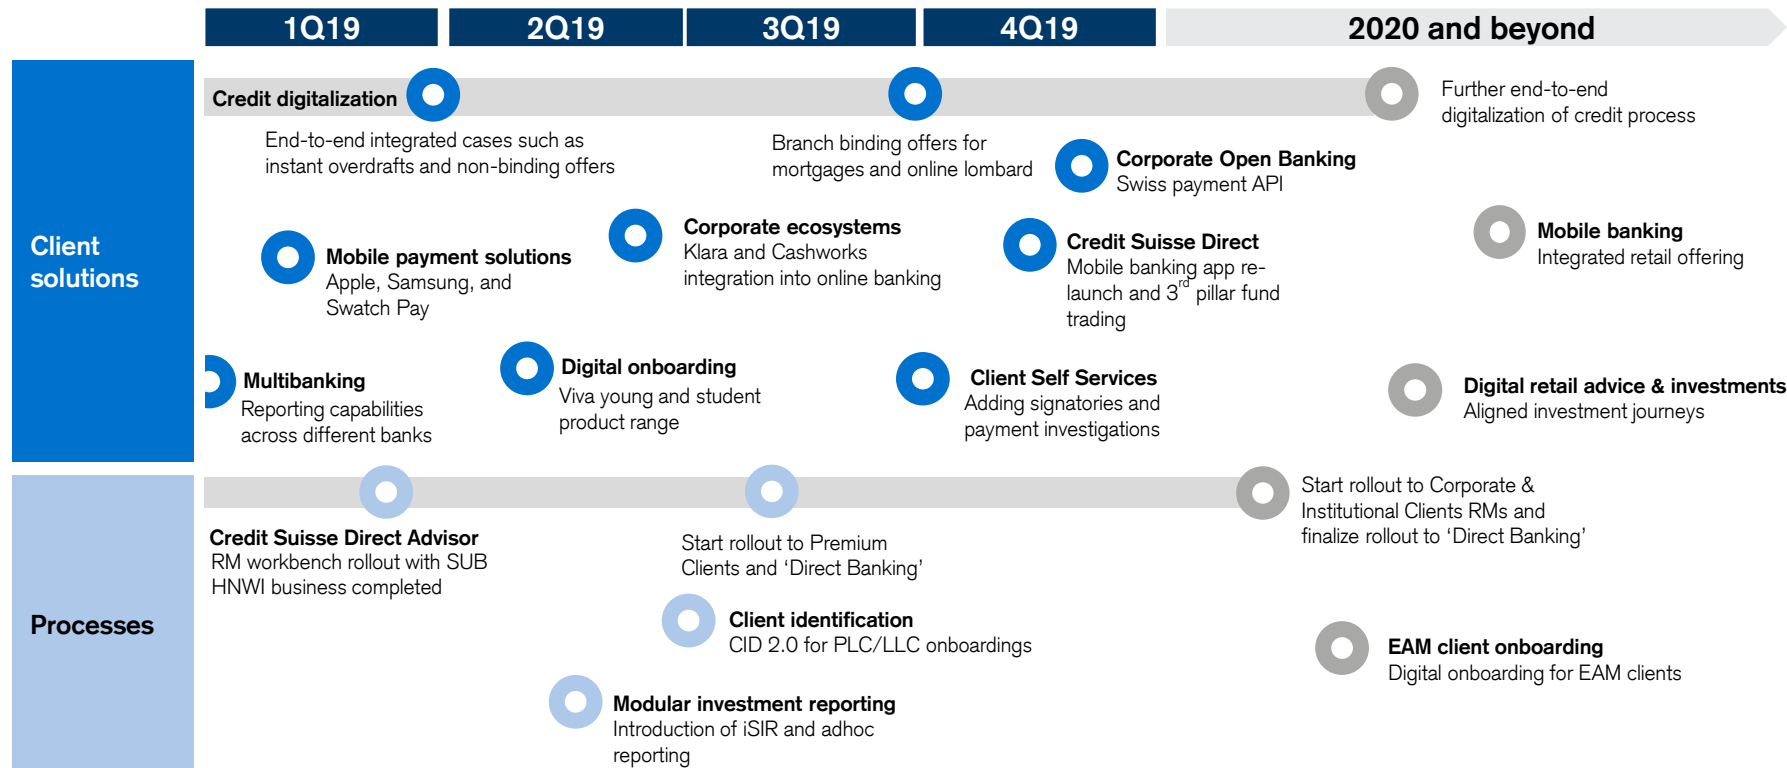 1Q19
2Q19
3Q19
4Q19
2020 and beyond
Client
solutions
Credit digitalization
End-to-end integrated cases such as
instant overdrafts and non-binding offers
Branch binding offers for
mortgages and online lombard
Further end-to-end
digitalization of credit process
Corporate Open Banking
Swiss payment API
Mobile payment solutions
Apple, Samsung, and
Swatch Pay
Corporate ecosystems
Klara and Cashworks
integration into online banking
Credit Suisse Direct
Mobile banking app re-
launch and 3rd pillar fund
trading
Mobile banking
Integrated retail offering
Multibanking
Reporting capabilities
across different banks
Digital onboarding
Viva young and student
product range
Client Self Services
Adding signatories and
payment investigations
Digital retail advice & investments
Aligned investment journeys
Processes
Credit Suisse Direct Advisor
RM workbench rollout with SUB
HNWI business completed
Start rollout to Premium
Clients and ‘Direct Banking’
Start rollout to Corporate &
Institutional Clients RMs and
finalize rollout to ‘Direct Banking’
Client identification
CID 2.0 for PLC/LLC onboardings
EAM client onboarding
Digital onboarding for EAM clients
Modular investment reporting
Introduction of iSIR and adhoc
reporting